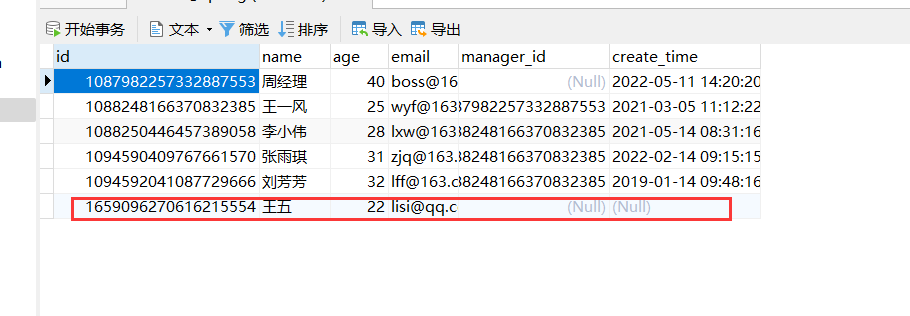 开始事务 文本 筛选 排序 导入 导出
id name age email manager_id create_time
1087982257332887553 周经理 40 boss@16 (Null) 2022-05-11 14:20:20
1088248166370832385 王一风 25 wyf@163 87982257332887553 2021-03-05 11:12:22
1088250446457389058 李小伟 28 lxw@163 88248166370832385 2021-05-14 08:31:16
1094590409767661570 张雨琪 31 zjq@163. 88248166370832385 2022-02-14 09:15:15
1094592041087729666 刘芳芳 32 lff@163.c 88248166370832385 2019-01-14 09:48:16
1659096270616215554 王五 22 lisi@qq.c (Null) (Null)